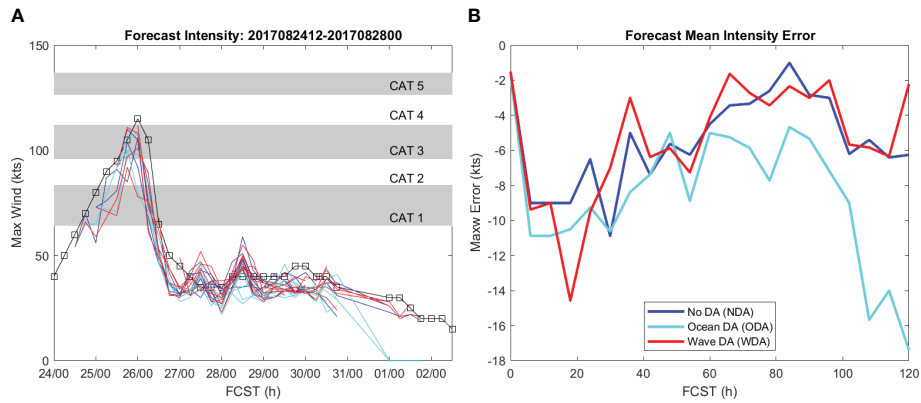 A
Forecast Intensity: 2017082412-2017082800
150
100
50
0
Max Wind (kts)
CAT 5
CAT 4
CAT 3
CAT 2
CAT 1
24/00 25/00 26/00 27/00 28/00 29/00 30/00 31/00 01/00 02/00
FCST (h)
B
Forecast Mean Intensity Error
0
-2
-4
-6
-8
-10
-12
-14
-16
-18
Maxw Error (kts)
No DA (NDA)
Ocean DA (ODA)
Wave DA (WDA)
0 20 40 60 80 100 120
FCST (h)